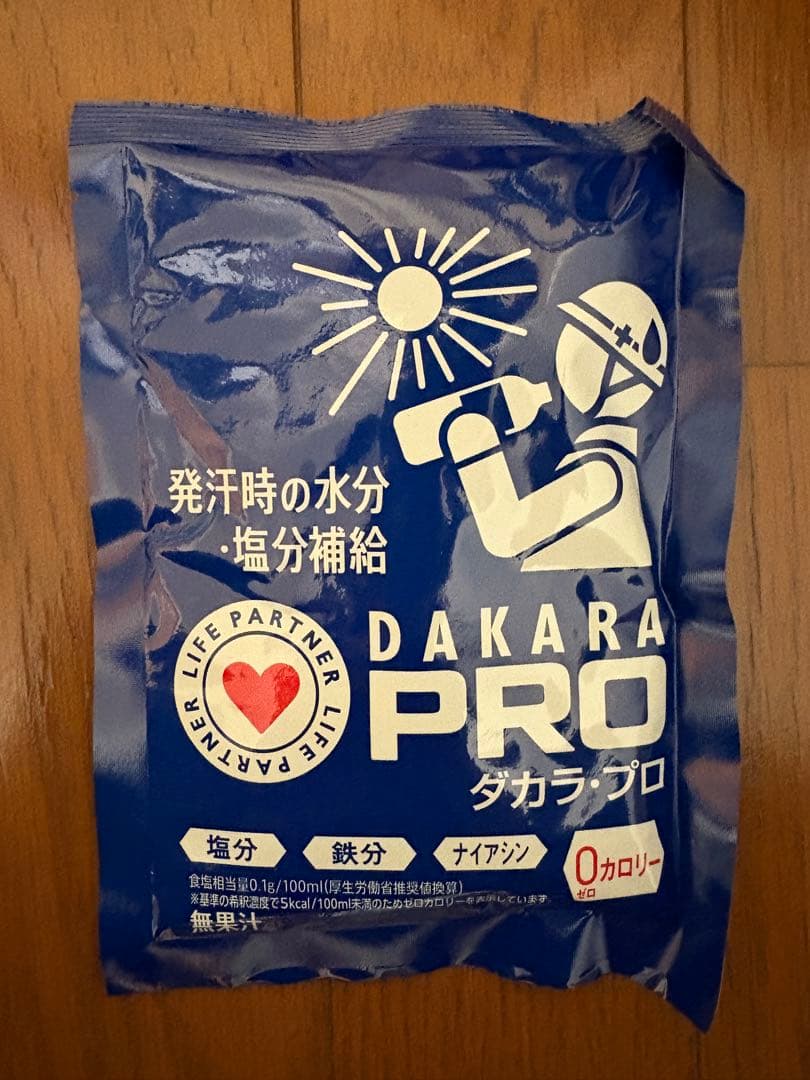 発汗時の水分
・塩分補給
LIFE PARTNER LIFE PARTNER
DAKARA
PRO
ダカラ・プロ
塩分
鉄分
ナイアシン
0カロリー
ゼロ
食塩相当量0.1g/100ml(厚生労働省推奨値換算)
※基準の希釈濃度で5kcal/100ml未満のためゼロカロリーを表示しています。
無果汁